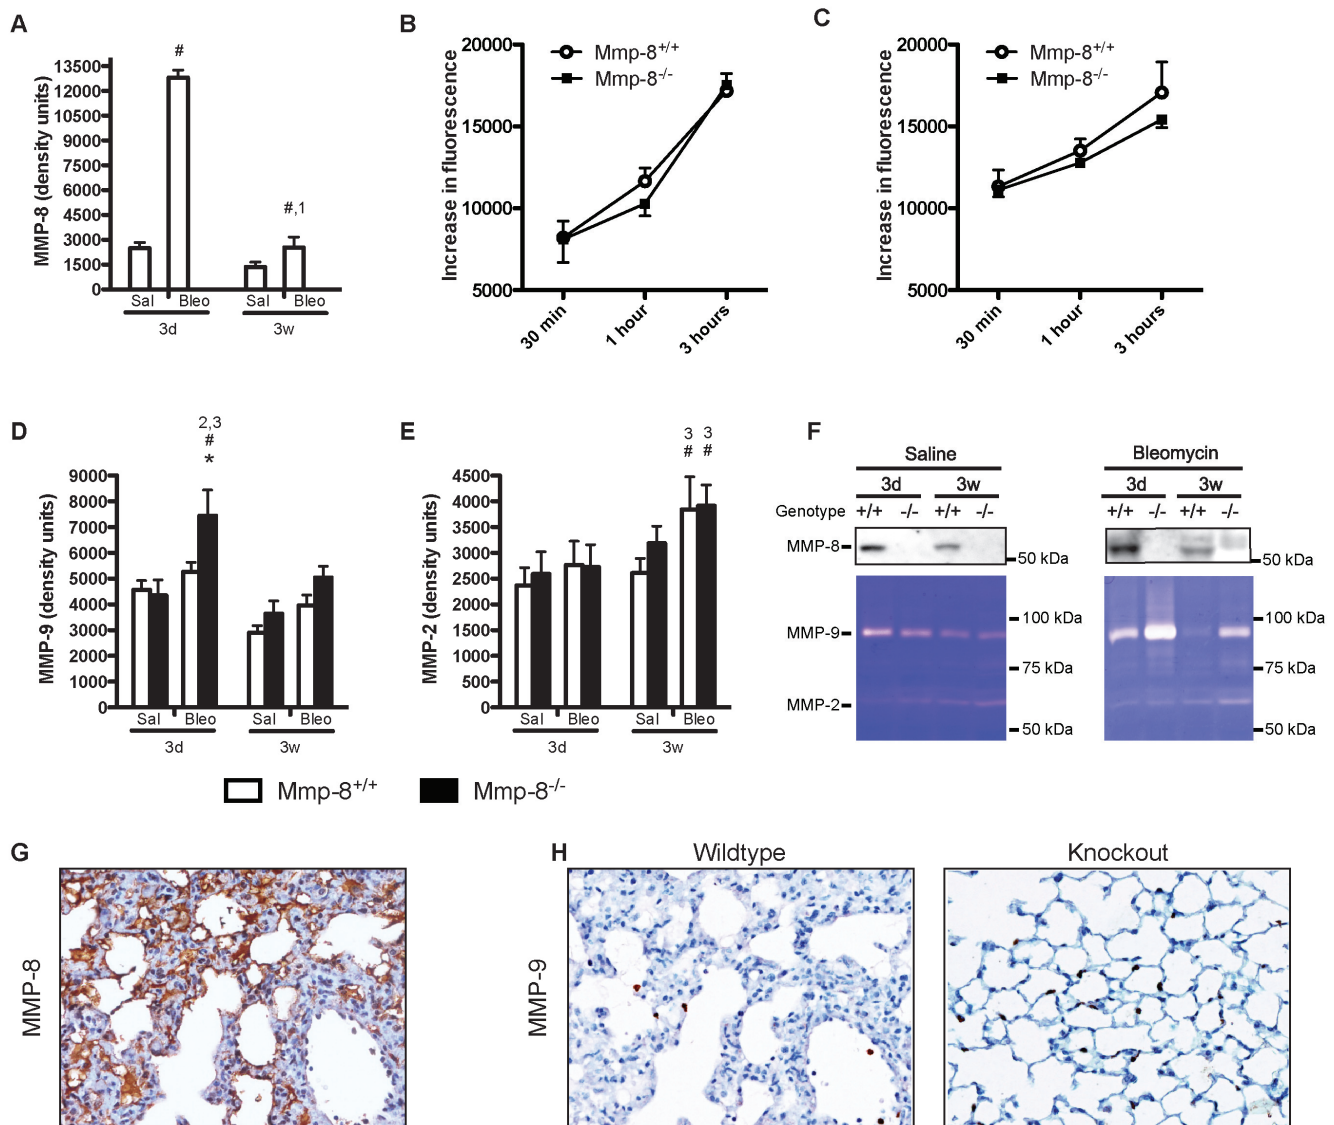 A
MMP-8 (density units)
#
13500
12000
10500
9000
7500
6000
4500
3000
1500
0
#,1
Sal Bleo Sal Bleo
3d 3w
B
Increase in fluorescence
20000
15000
10000
5000
Mmp-8+/+
Mmp-8-/-
30 min 1 hour 3 hours
C
Increase in fluorescence
20000
15000
10000
5000
Mmp-8+/+
Mmp-8-/-
30 min 1 hour 3 hours
D
MMP-9 (density units)
2,3
#
*
9000
8000
7000
6000
5000
4000
3000
2000
1000
0
Sal Bleo Sal Bleo
3d 3w
E
MMP-2 (density units)
3 3
# #
4500
4000
3500
3000
2500
2000
1500
1000
500
0
Sal Bleo Sal Bleo
3d 3w
Mmp-8+/+ Mmp-8-/-
F
Saline Bleomycin
3d 3w 3d 3w
Genotype +/+ -/- +/+ -/- +/+ -/- +/+ -/-
MMP-8 50 kDa 50 kDa
100 kDa 100 kDa
MMP-9
75 kDa 75 kDa
MMP-2
50 kDa 50 kDa
G
MMP-8
H Wildtype Knockout
MMP-9